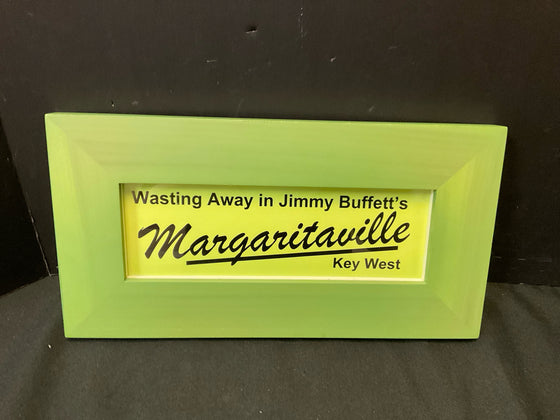 Wasting Away in Jimmy Buffett's
Margaritaville
Key West